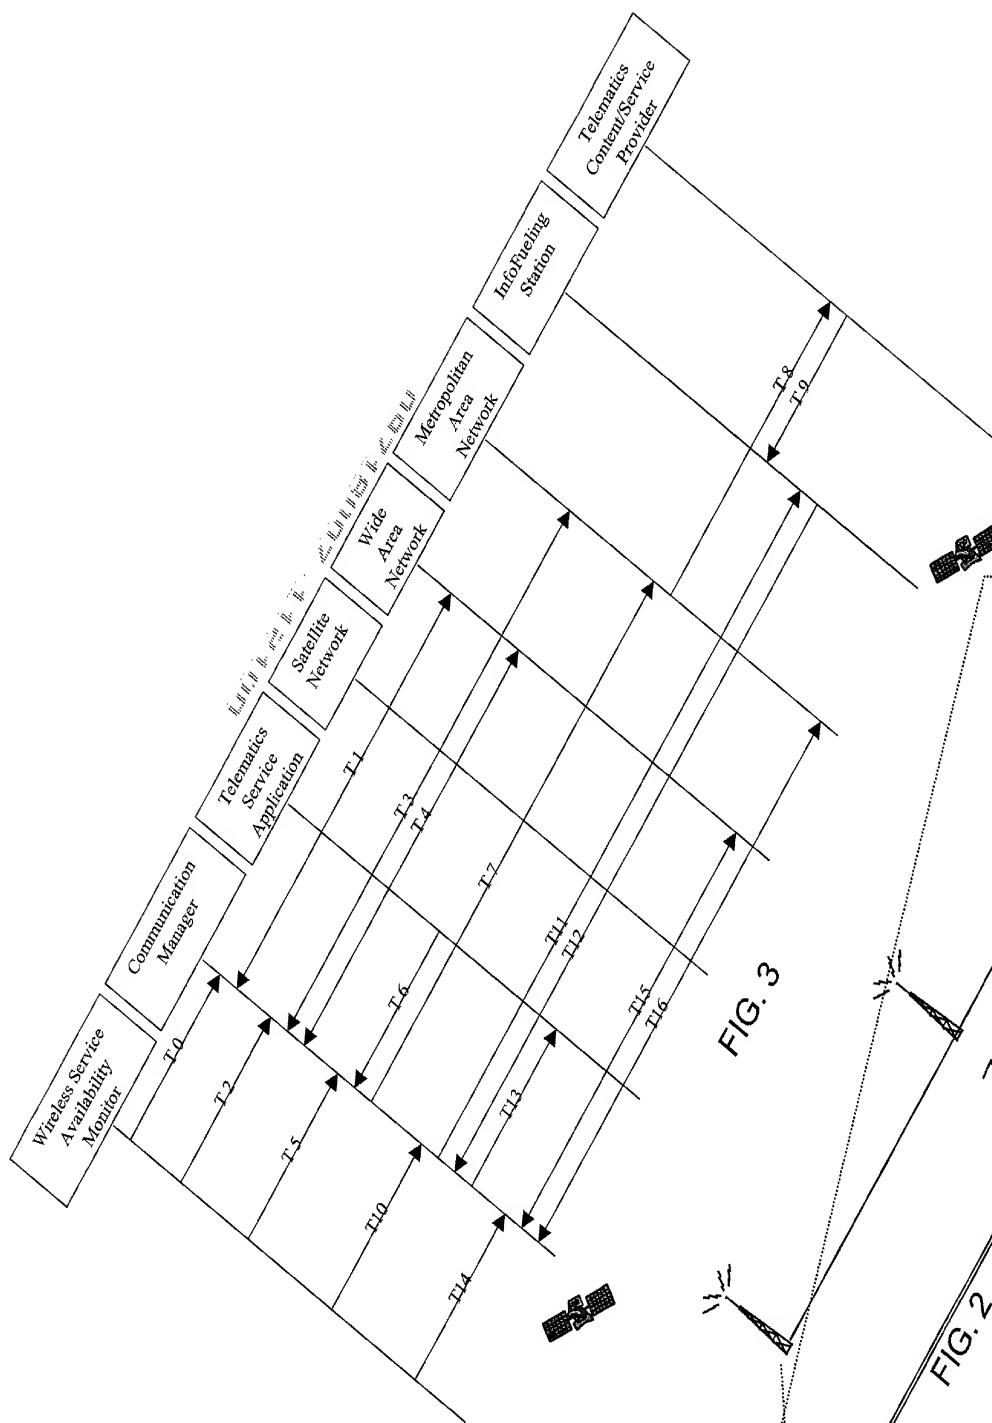 Wireless Service
Availability
Monitor
Communication
Manager
Telematics
Service
Application
Satellite
Network
Wide
Area
Network
Metropolitan
Area
Network
InfoFueling
Station
Telematics
Content/Service
Provider
T 0
T 1
T 2
T 3
T 4
T 5
T 6
T 7
T 8
T 9
T10
T11
T12
T13
T14
T15
T16
FIG. 3
FIG. 2